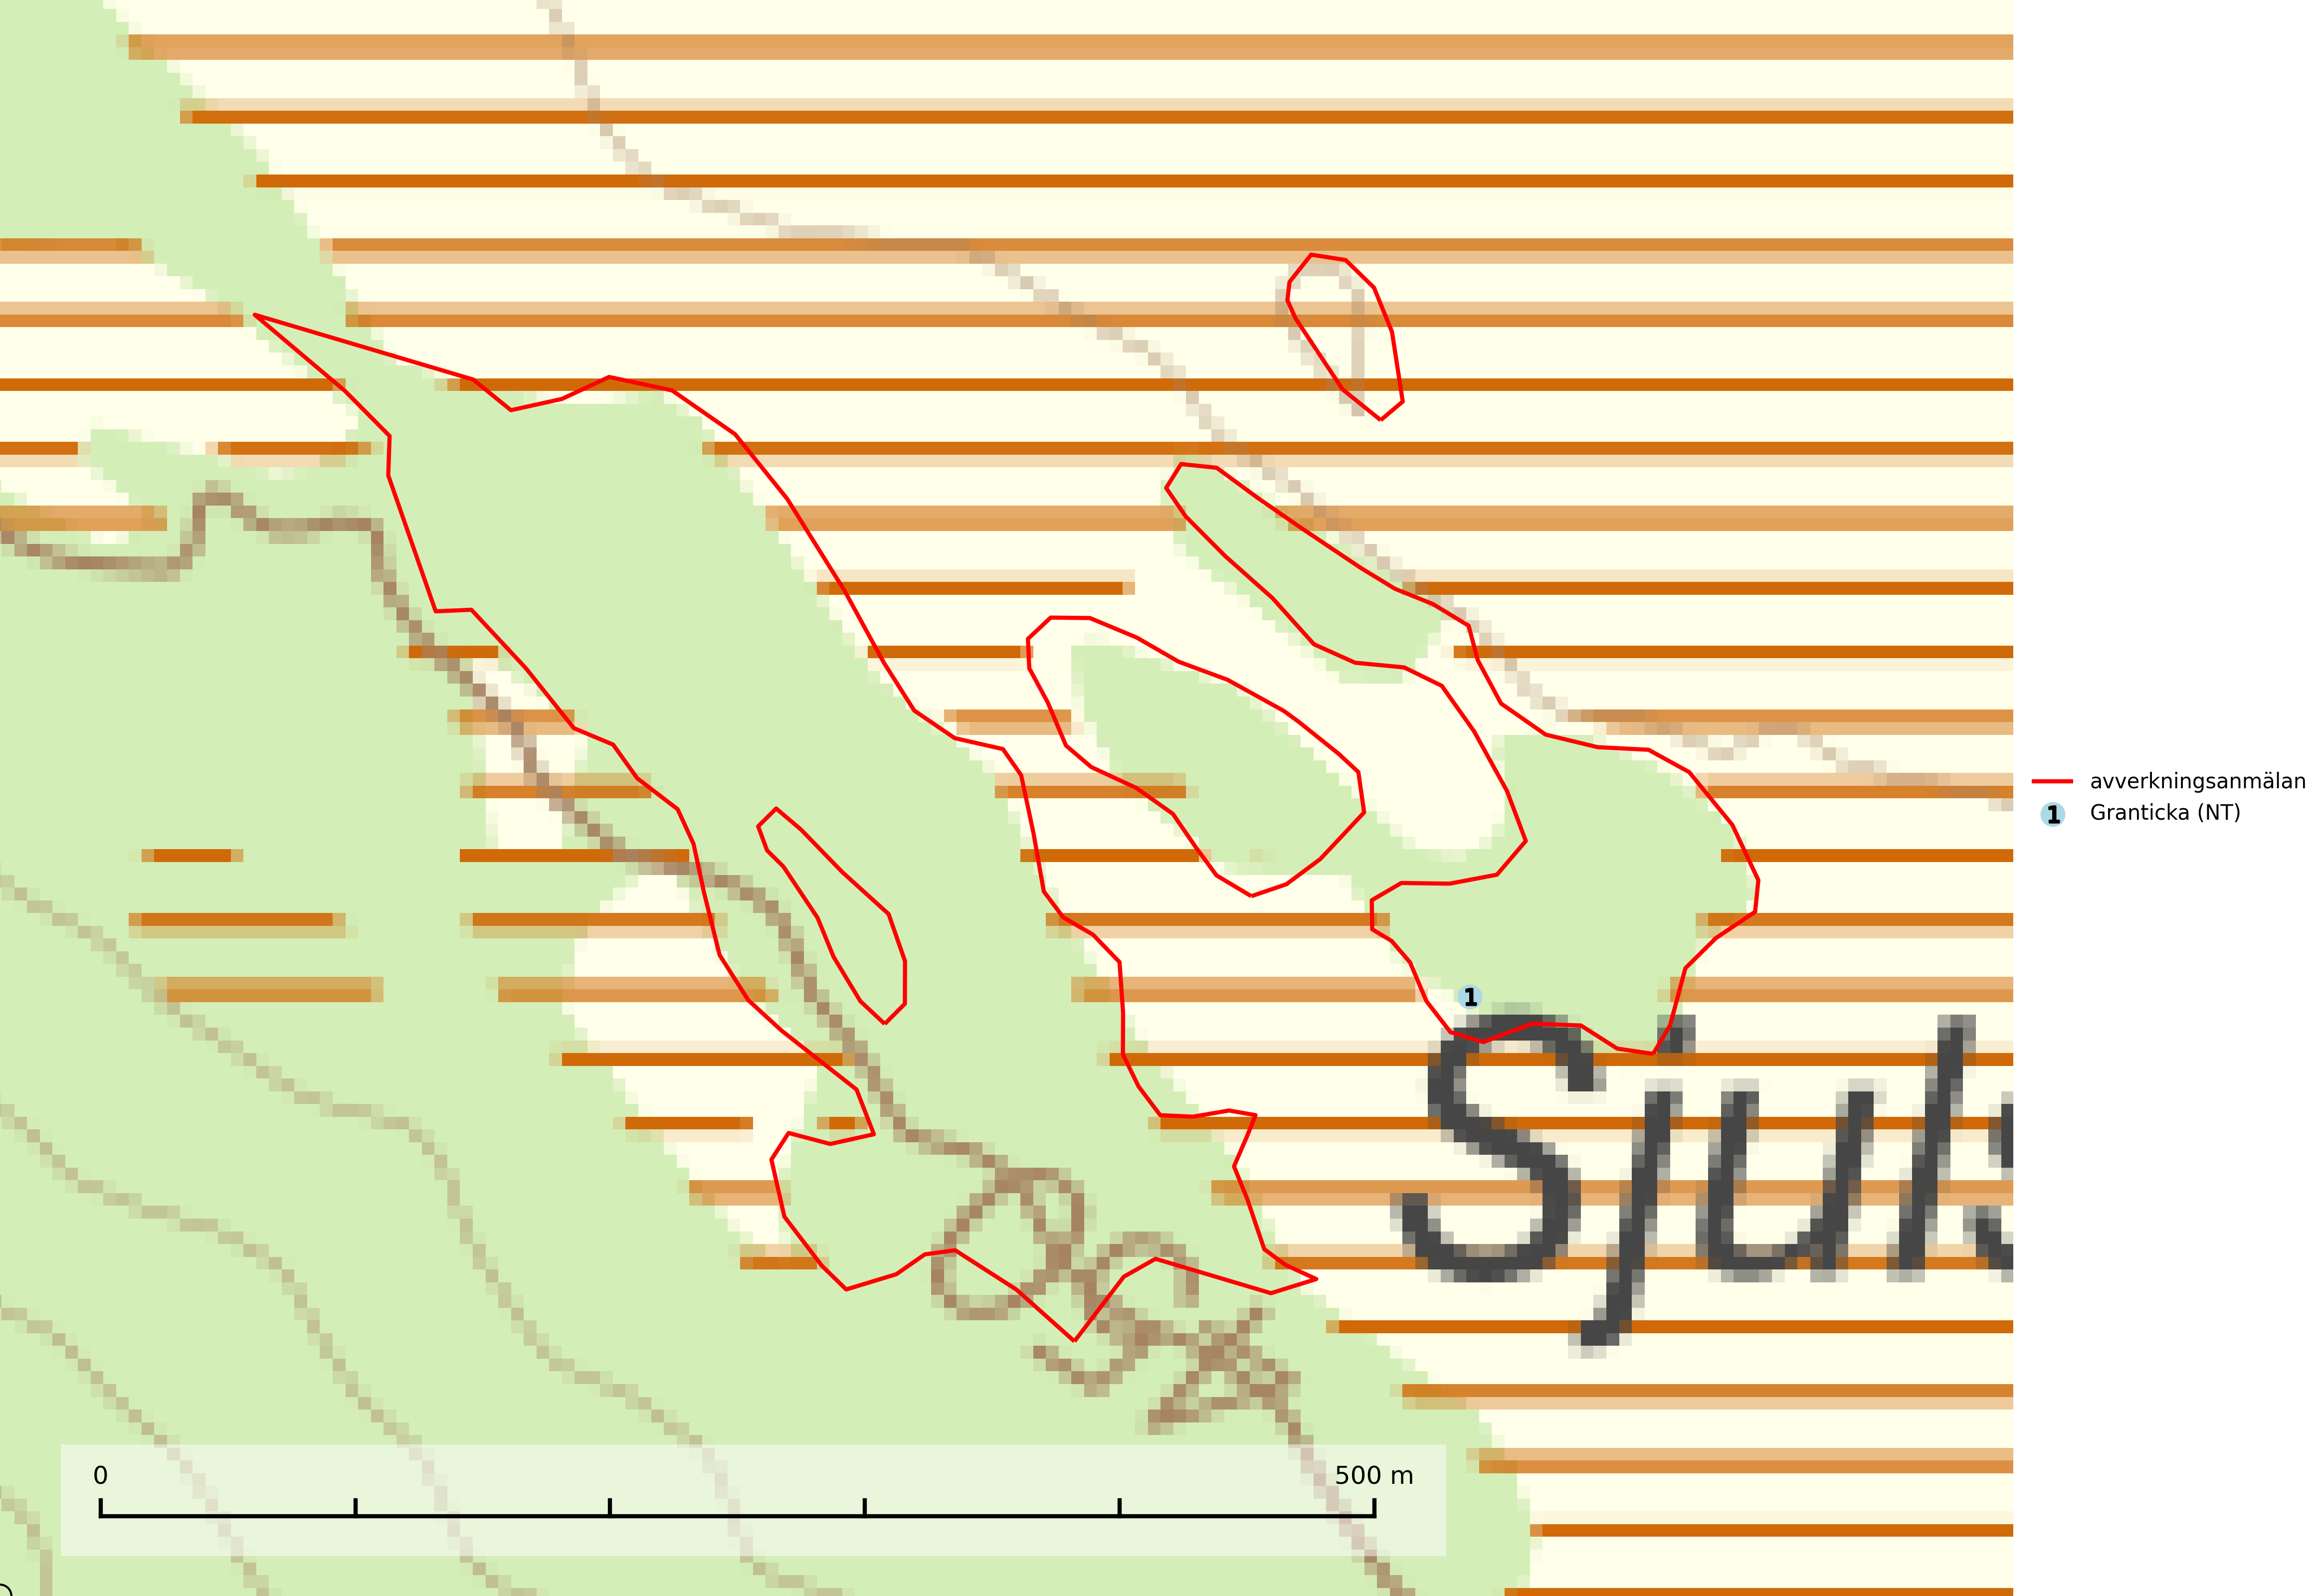 avverkningsanmälan
1 Granticka (NT)
1
0 500 m